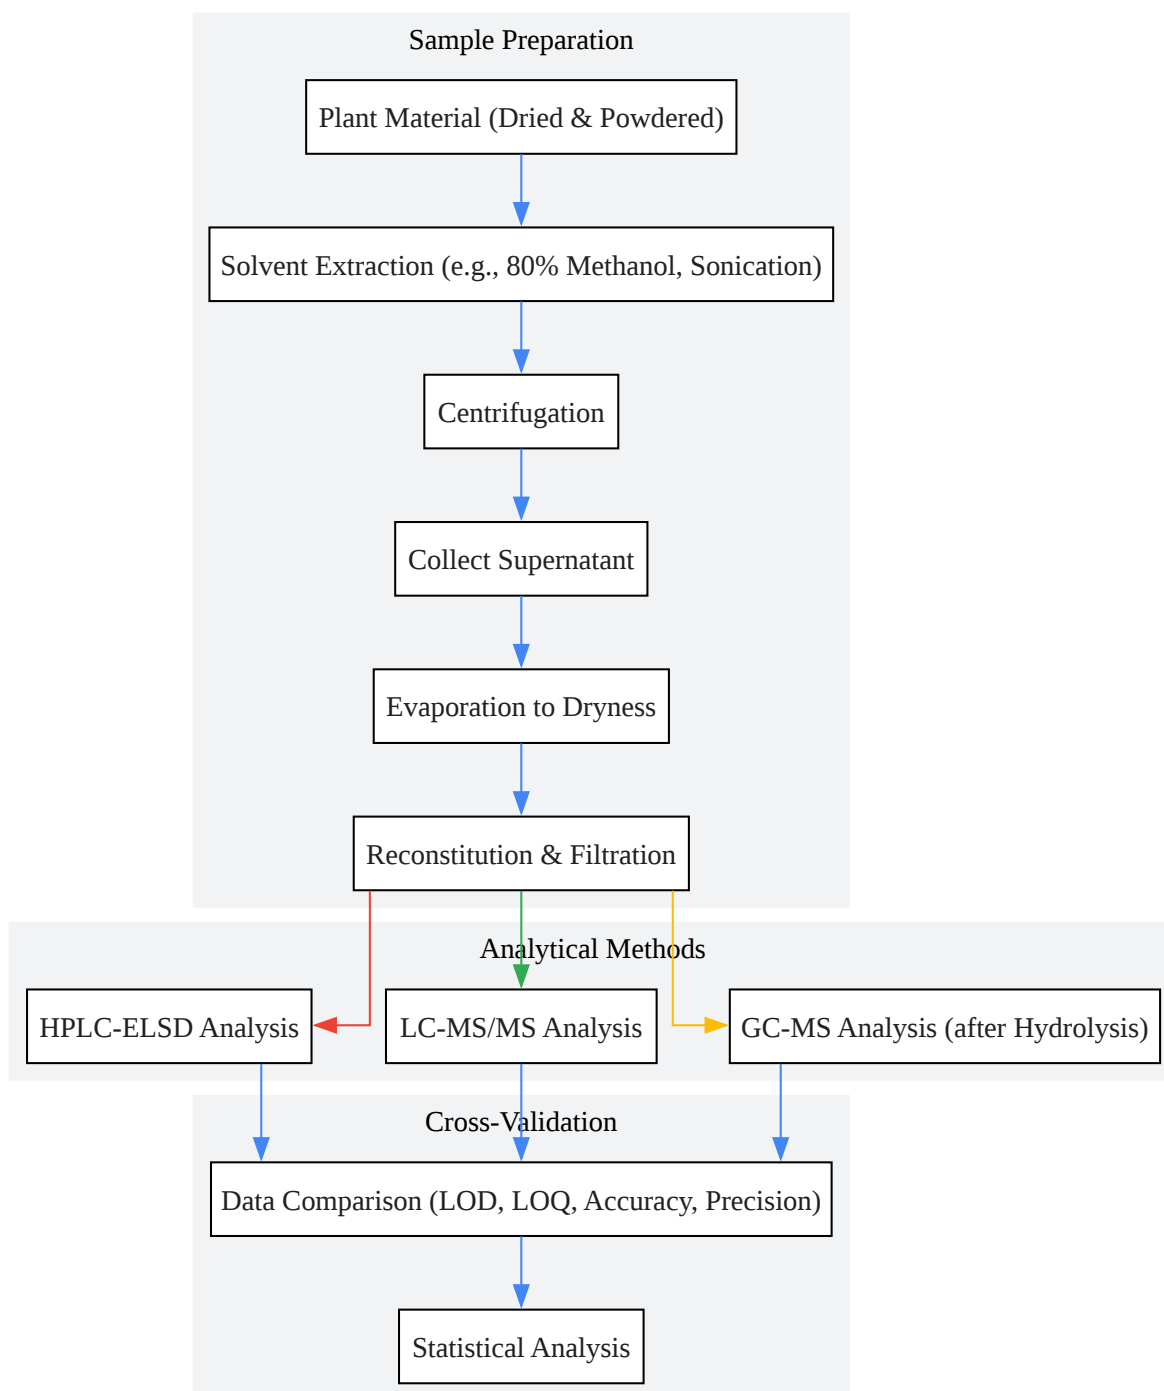 Sample Preparation
Plant Material (Dried & Powdered)
Solvent Extraction (e.g., 80% Methanol, Sonication)
Centrifugation
Collect Supernatant
Evaporation to Dryness
Reconstitution & Filtration
Analytical Methods
HPLC-ELSD Analysis
LC-MS/MS Analysis
GC-MS Analysis (after Hydrolysis)
Cross-Validation
Data Comparison (LOD, LOQ, Accuracy, Precision)
Statistical Analysis